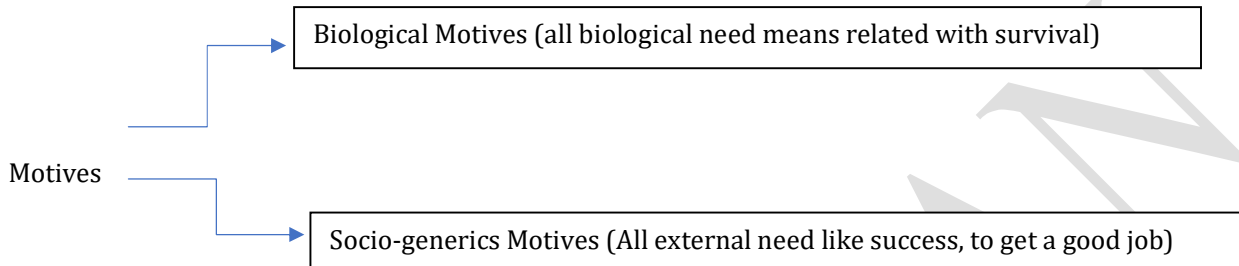 Biological Motives (all biological need means related with survival)
Motives
Socio-generics Motives (All external need like success, to get a good job)